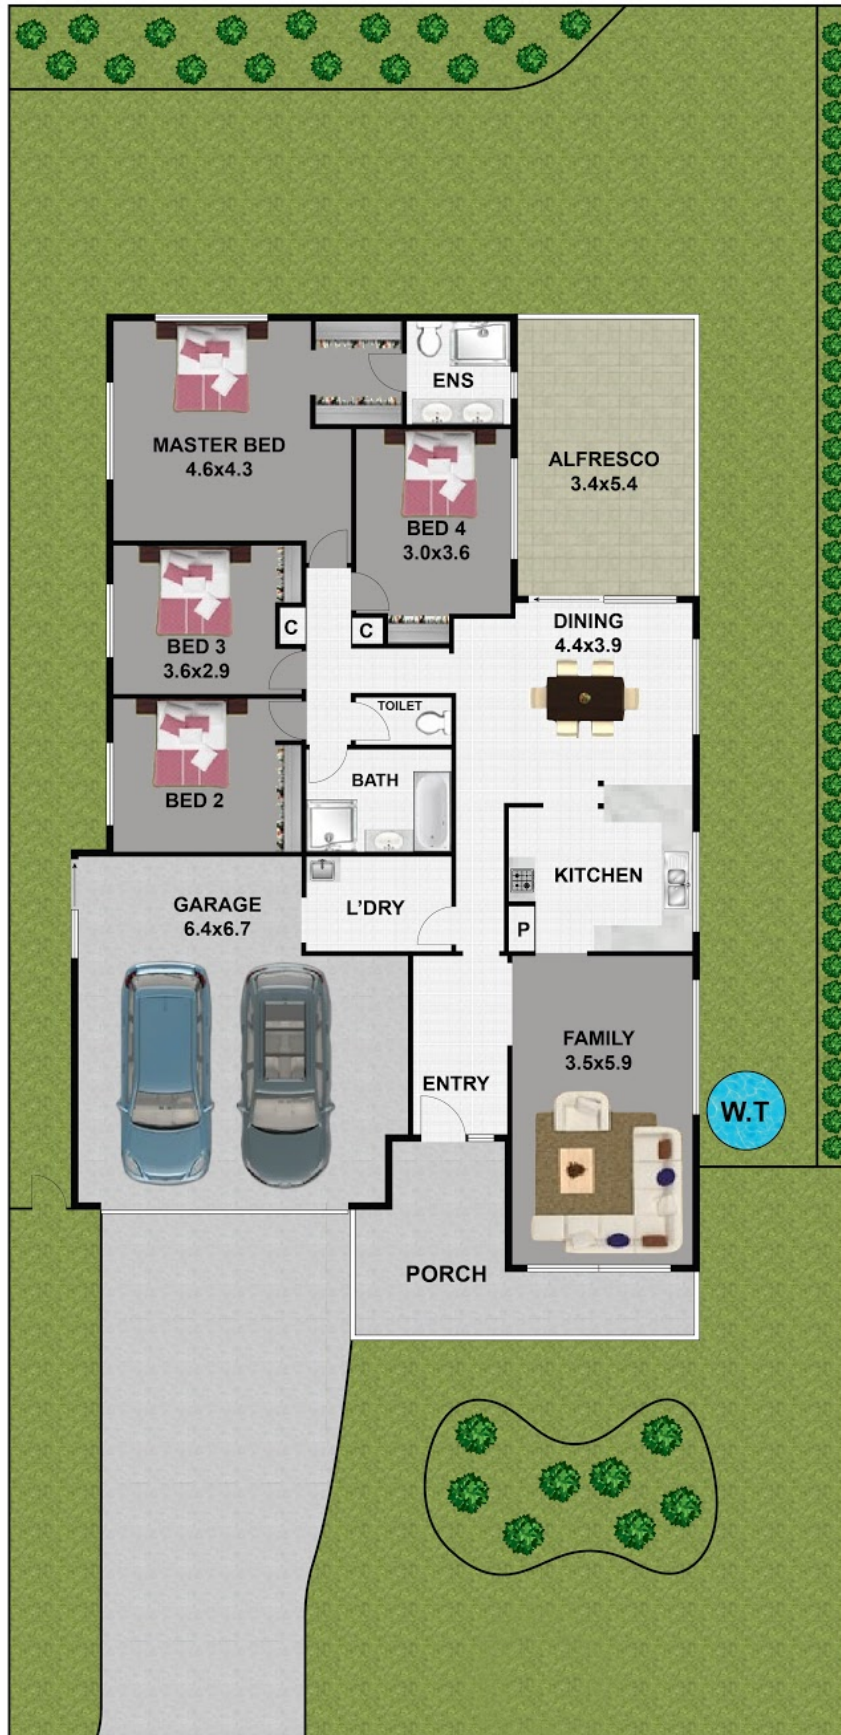 ENS
MASTER BED
4.6x4.3
ALFRESCO
3.4x5.4
BED 4
3.0x3.6
C
C
BED 3
3.6x2.9
DINING
4.4x3.9
TOILET
BATH
BED 2
KITCHEN
GARAGE
6.4x6.7
L'DRY
P
FAMILY
3.5x5.9
ENTRY
W.T
PORCH